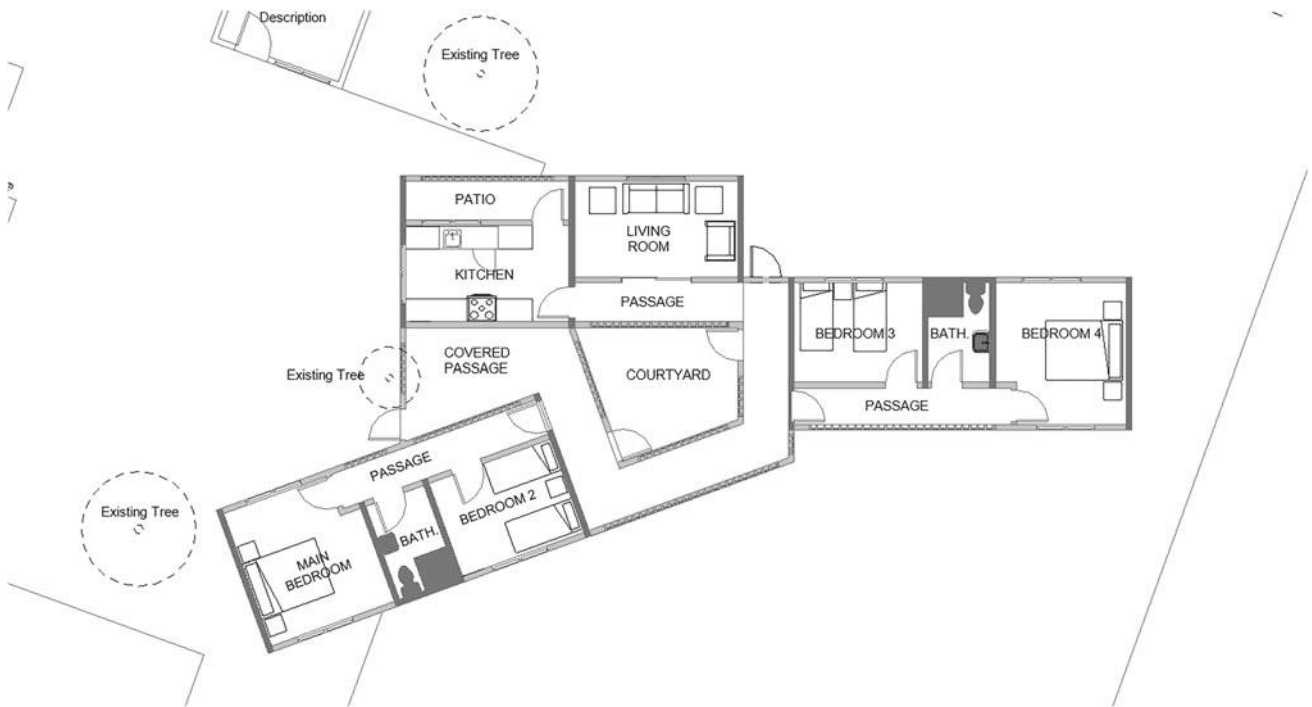 Description
Existing Tree
PATIO
LIVING
ROOM
KITCHEN
PASSAGE
BEDROOM 3
BATH.
BEDROOM 4
COVERED
PASSAGE
Existing Tree
COURTYARD
PASSAGE
PASSAGE
BEDROOM 2
Existing Tree
BATH.
MAIN
BEDROOM